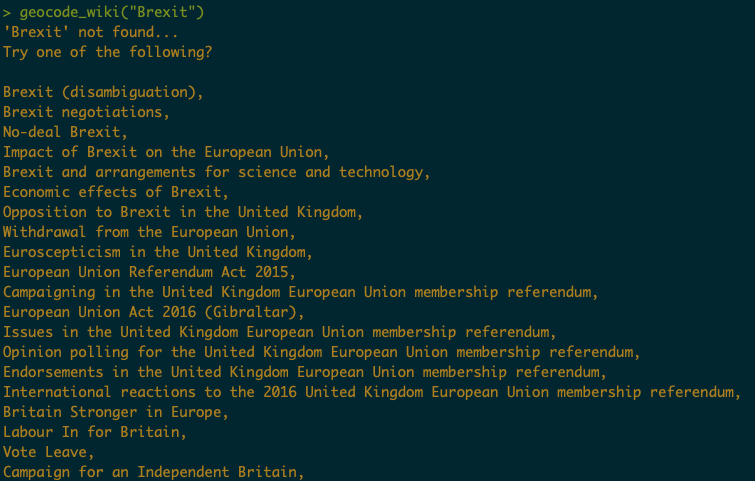 > geocode_wiki("Brexit")
'Brexit' not found...
Try one of the following?
Brexit (disambiguation),
Brexit negotiations,
No-deal Brexit,
Impact of Brexit on the European Union,
Brexit and arrangements for science and technology,
Economic effects of Brexit,
Opposition to Brexit in the United Kingdom,
Withdrawal from the European Union,
Euroscepticism in the United Kingdom,
European Union Referendum Act 2015,
Campaigning in the United Kingdom European Union membership referendum,
European Union Act 2016 (Gibraltar),
Issues in the United Kingdom European Union membership referendum,
Opinion polling for the United Kingdom European Union membership referendum,
Endorsements in the United Kingdom European Union membership referendum,
International reactions to the 2016 United Kingdom European Union membership referendum,
Britain Stronger in Europe,
Labour In for Britain,
Vote Leave,
Campaign for an Independent Britain,